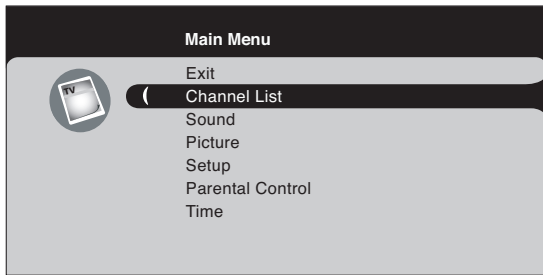 Main Menu
TV
Exit
Channel List
Sound
Picture
Setup
Parental Control
Time